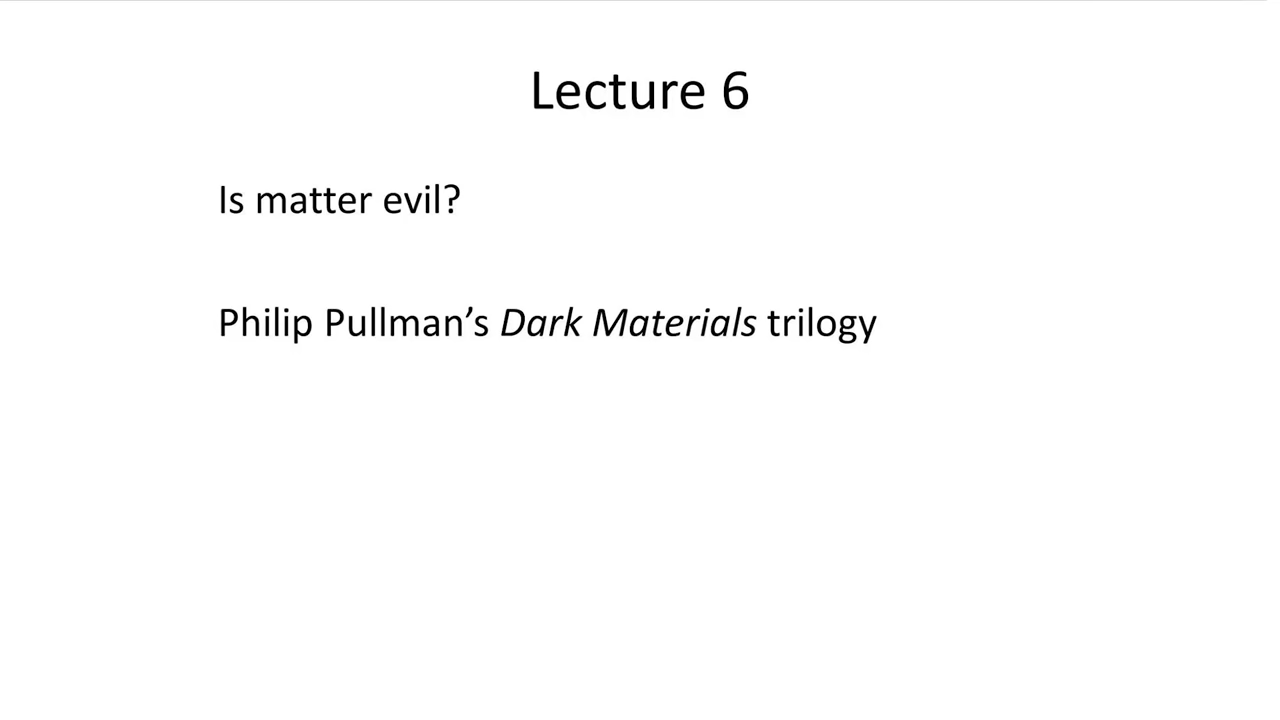 Lecture 6
Is matter evil?
Philip Pullman’s Dark Materials trilogy